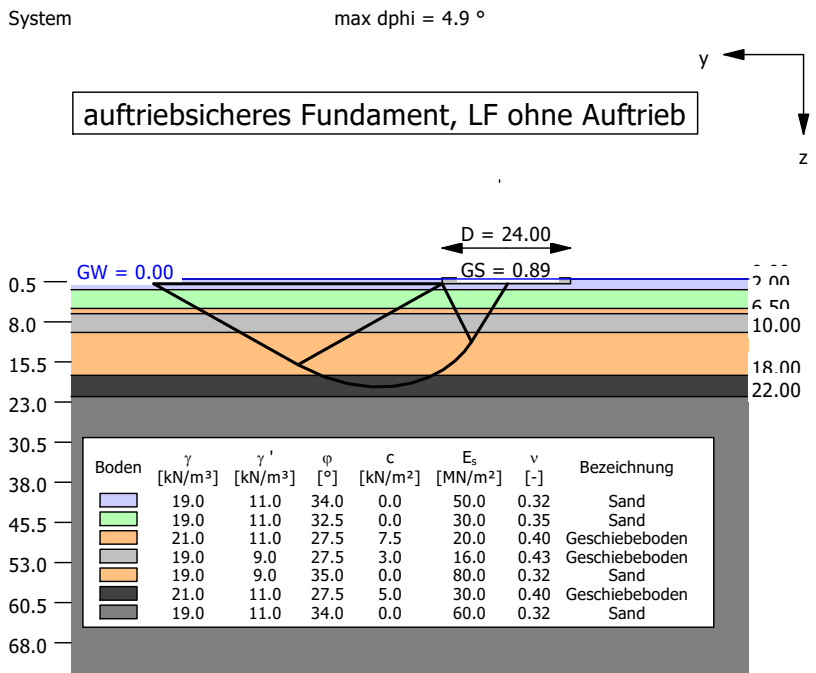 System
max dphi = 4.9 °
y
auftriebsicheres Fundament, LF ohne Auftrieb
z
D = 24.00
GW = 0.00
GS = 0.89
0.5
2.00
6.50
8.0
10.00
15.5
18.00
22.00
23.0
30.5
38.0
45.5
53.0
60.5
68.0
Boden γ γ ' φ c Es ν Bezeichnung
[kN/m³] [kN/m³] [°] [kN/m²] [MN/m²] [-]
19.0 11.0 34.0 0.0 50.0 0.32 Sand
19.0 11.0 32.5 0.0 30.0 0.35 Sand
21.0 11.0 27.5 7.5 20.0 0.40 Geschiebeboden
19.0 9.0 27.5 3.0 16.0 0.43 Geschiebeboden
19.0 9.0 35.0 0.0 80.0 0.32 Sand
21.0 11.0 27.5 5.0 30.0 0.40 Geschiebeboden
19.0 11.0 34.0 0.0 60.0 0.32 Sand